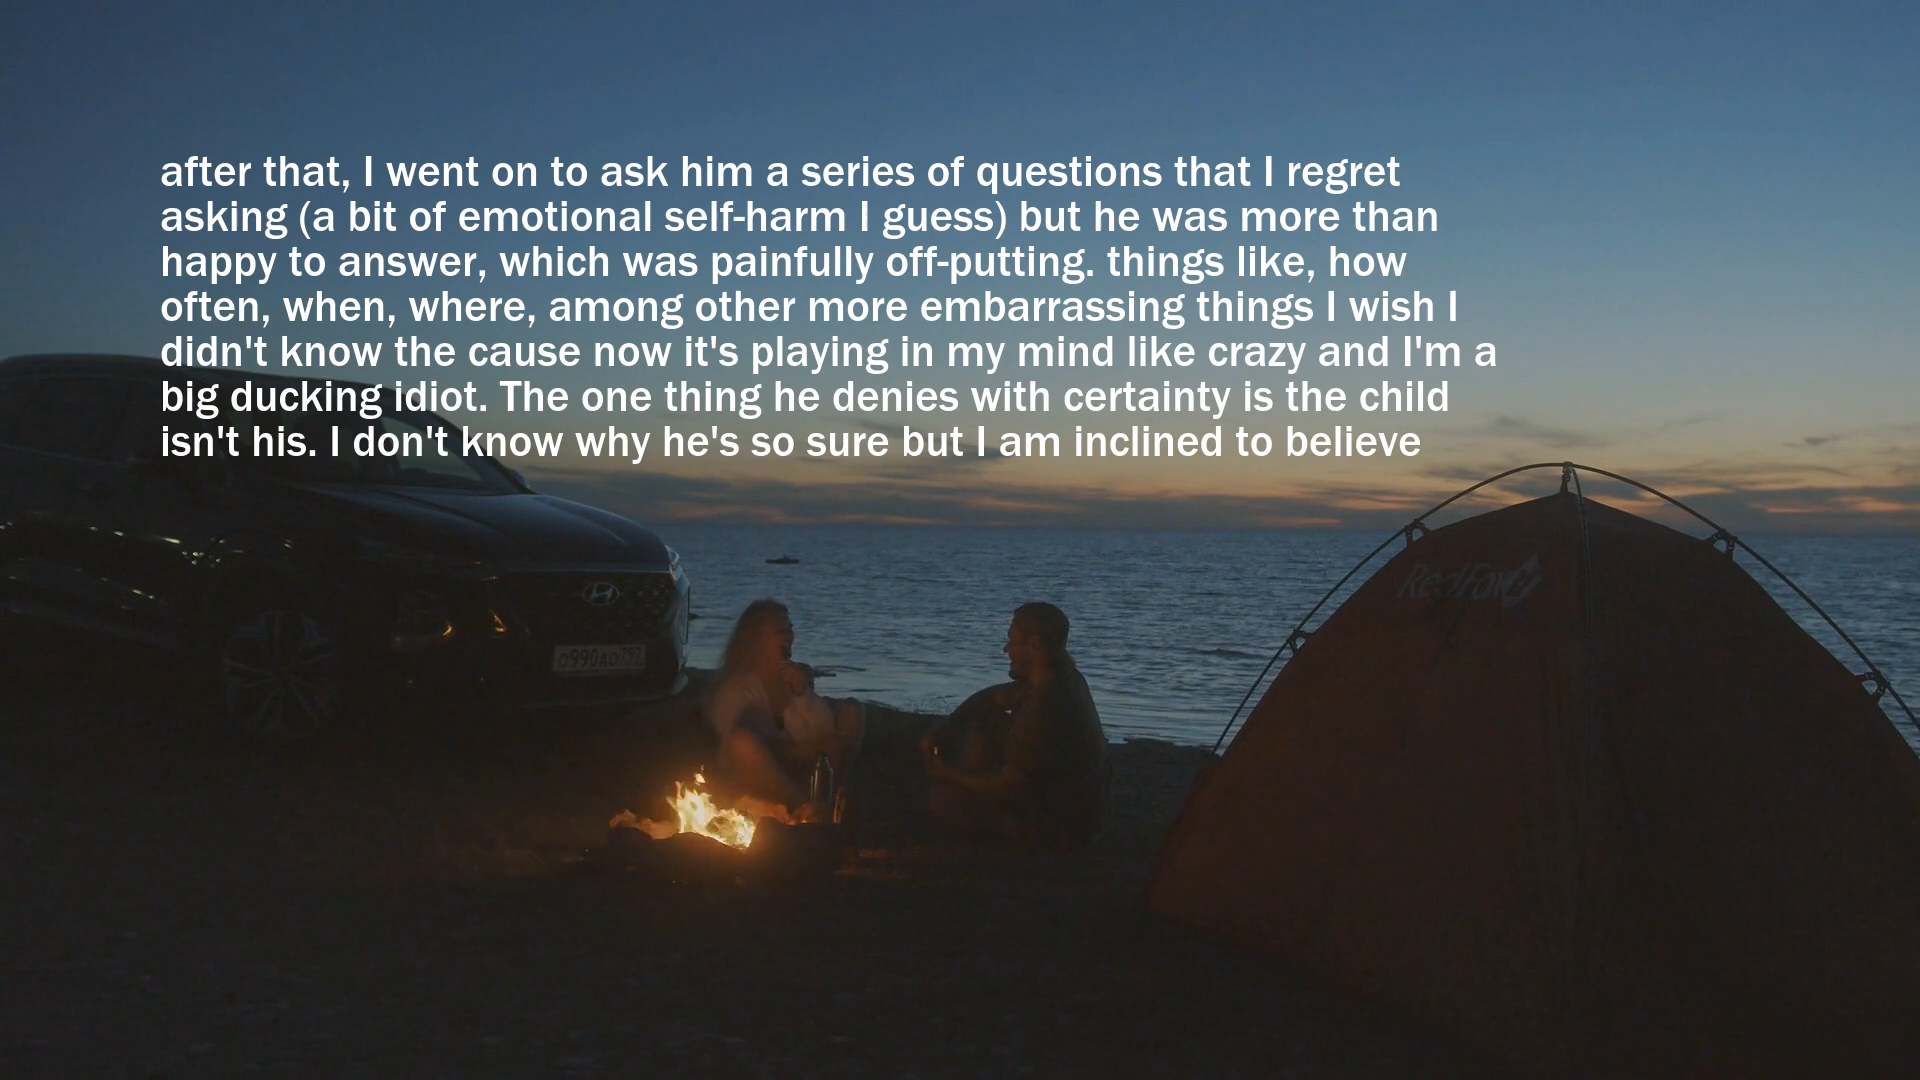 after that, I went on to ask him a series of questions that I regret
asking (a bit of emotional self-harm I guess) but he was more than
happy to answer, which was painfully off-putting. things like, how
often, when, where, among other more embarrassing things I wish I
didn't know the cause now it's playing in my mind like crazy and I'm a
big ducking idiot. The one thing he denies with certainty is the child
isn't his. I don't know why he's so sure but I am inclined to believe
RedFox
О990АО 797